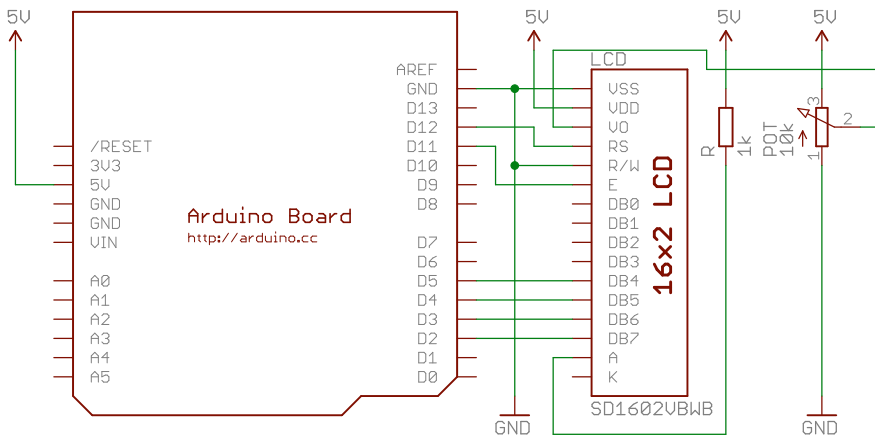 5V
5V
5V
5V
LCD
AREF
GND
D13
D12
D11
D10
D9
D8
D7
D6
D5
D4
D3
D2
D1
D0
/RESET
3V3
5V
GND
GND
VIN
A0
A1
A2
A3
A4
A5
Arduino Board
http://arduino.cc
VSS
VDD
VO
RS
R/W
E
DB0
DB1
DB2
DB3
DB4
DB5
DB6
DB7
A
K
16x2 LCD
SD1602VBWB
R
1k
POT
10k
3
2
1
GND
GND